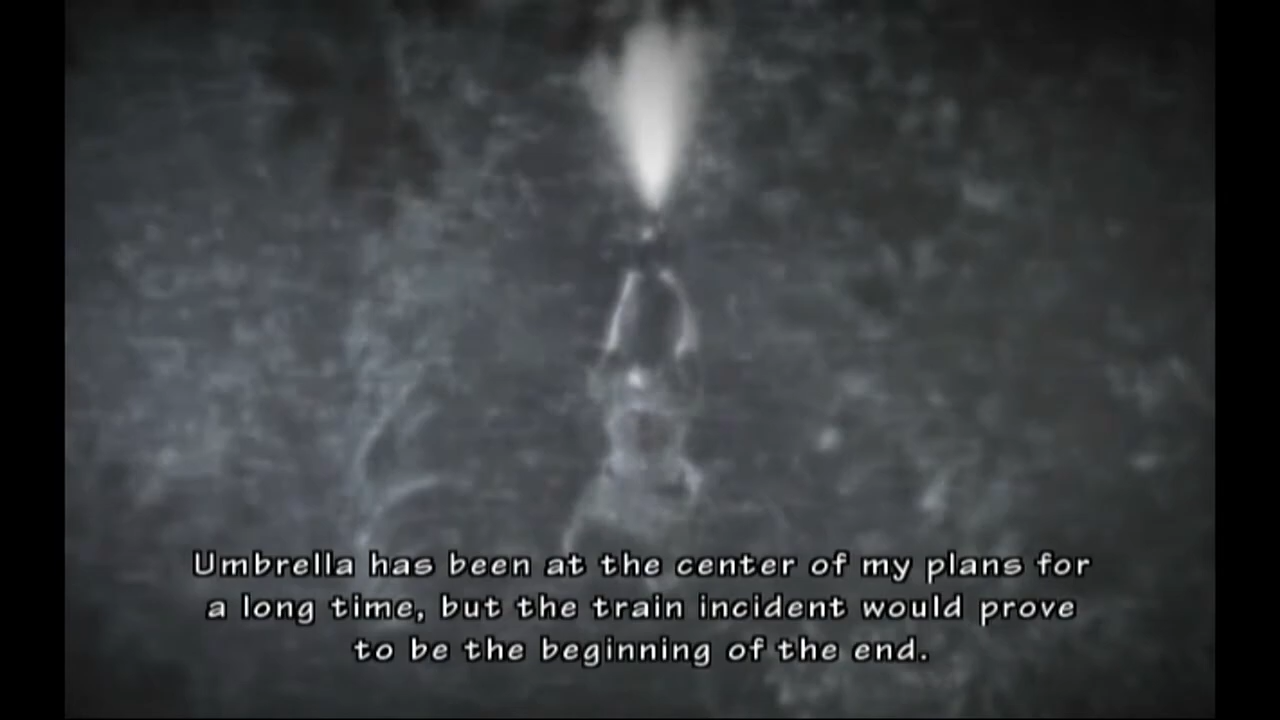 Umbrella has been at the center of my plans for
a long time, but the train incident would prove
to be the beginning of the end.